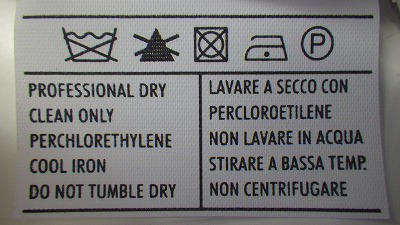 P
PROFESSIONAL DRY
CLEAN ONLY
PERCHLORETHYLENE
COOL IRON
DO NOT TUMBLE DRY
LAVARE A SECCO CON
PERCLOROETILENE
NON LAVARE IN ACQUA
STIRARE A BASSA TEMP.
NON CENTRIFUGARE